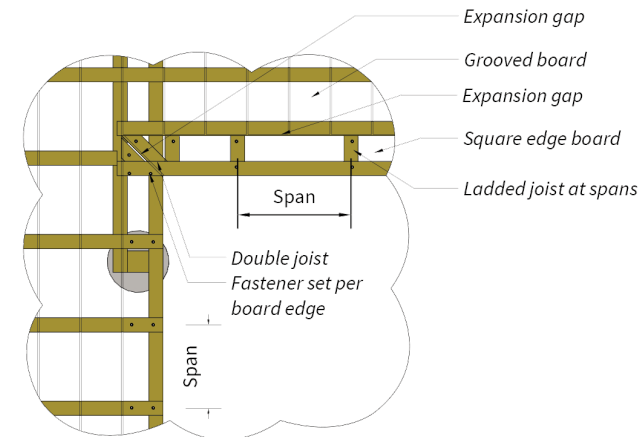 Expansion gap
Grooved board
Expansion gap
Square edge board
Ladded joist at spans
Span
Double joist
Fastener set per
board edge
Span